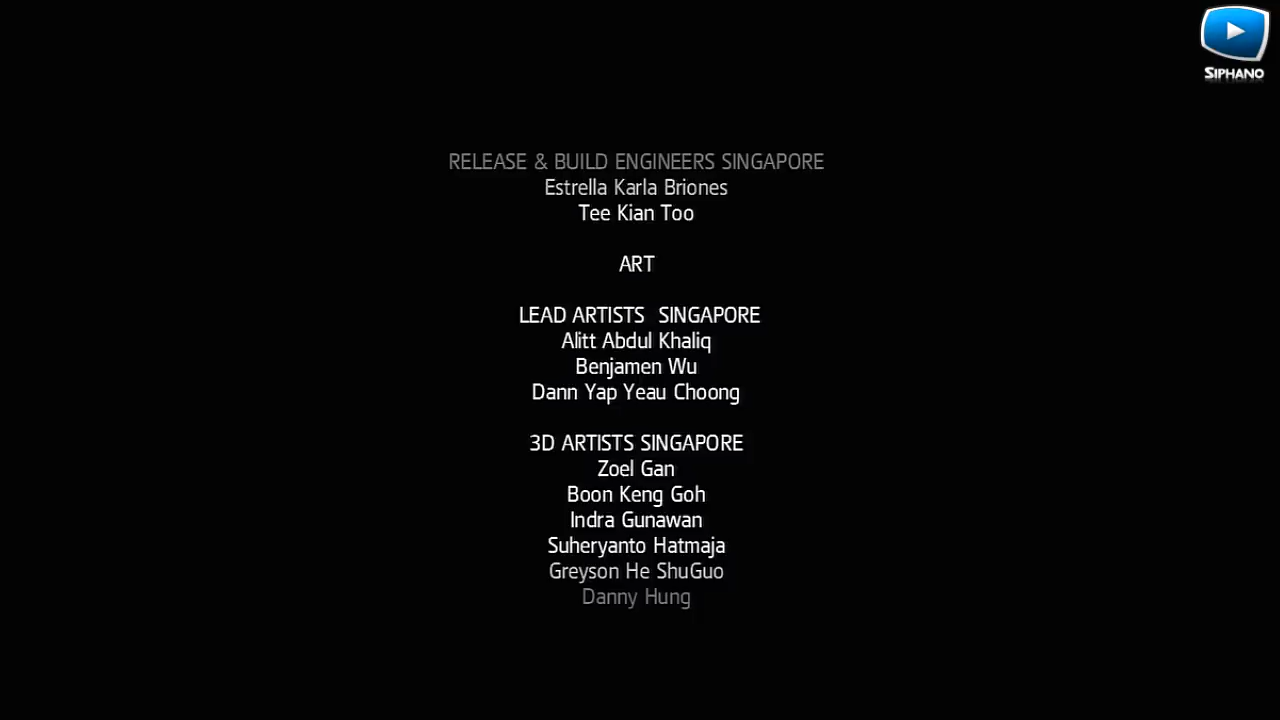 SIPHANO
RELEASE & BUILD ENGINEERS SINGAPORE
Estrella Karla Briones
Tee Kian Too
ART
LEAD ARTISTS  SINGAPORE
Alitt Abdul Khaliq
Benjamen Wu
Dann Yap Yeau Choong
3D ARTISTS SINGAPORE
Zoel Gan
Boon Keng Goh
Indra Gunawan
Suheryanto Hatmaja
Greyson He ShuGuo
Danny Hung